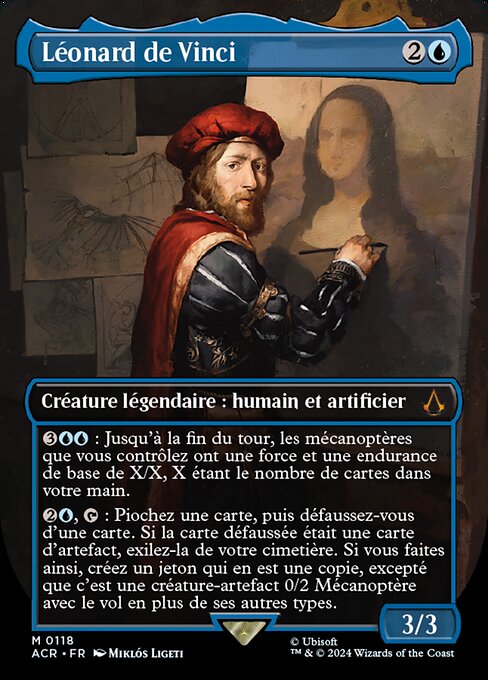 Léonard de Vinci 2
Créature légendaire : humain et artificier
3 : Jusqu'à la fin du tour, les mécanoptères
que vous contrôlez ont une force et une endurance
de base de X/X, X étant le nombre de cartes dans
votre main.
2, : Piochez une carte, puis défaussez-vous
d'une carte. Si la carte défaussée était une carte
d'artefact, exilez-la de votre cimetière. Si vous faites
ainsi, créez un jeton qui en est une copie, excepté
que c'est une créature-artefact 0/2 Mécanoptère
avec le vol en plus de ses autres types.
3/3
M 0118
ACR • FR Miklós Ligeti
© Ubisoft
™ & © 2024 Wizards of the Coast